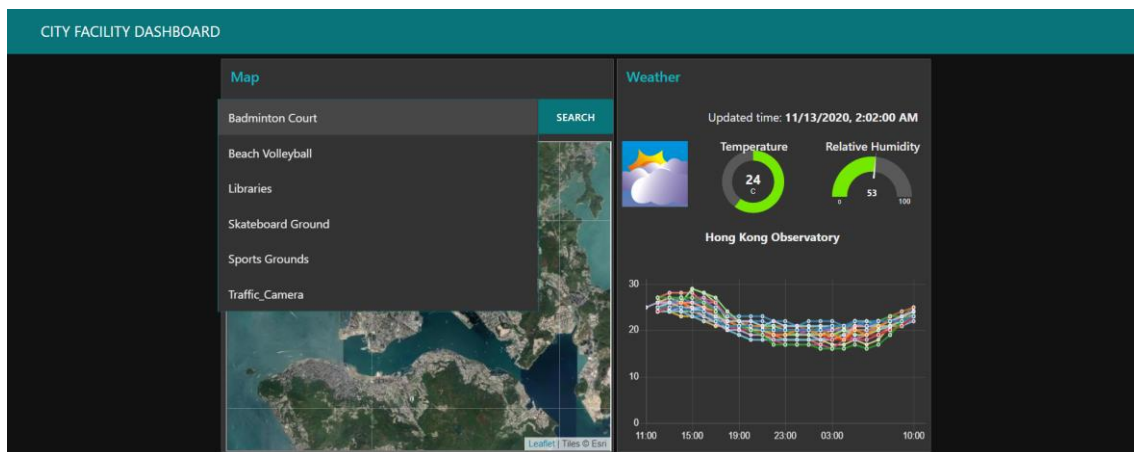 CITY FACILITY DASHBOARD
Map
Badminton Court
SEARCH
Beach Volleyball
Libraries
Skateboard Ground
Sports Grounds
Traffic_Camera
Leaflet | Tiles © Esri
Weather
Updated time: 11/13/2020, 2:02:00 AM
Temperature
24
C
Relative Humidity
53
0
100
Hong Kong Observatory
30
20
10
0
11:00 15:00 19:00 23:00 03:00 10:00